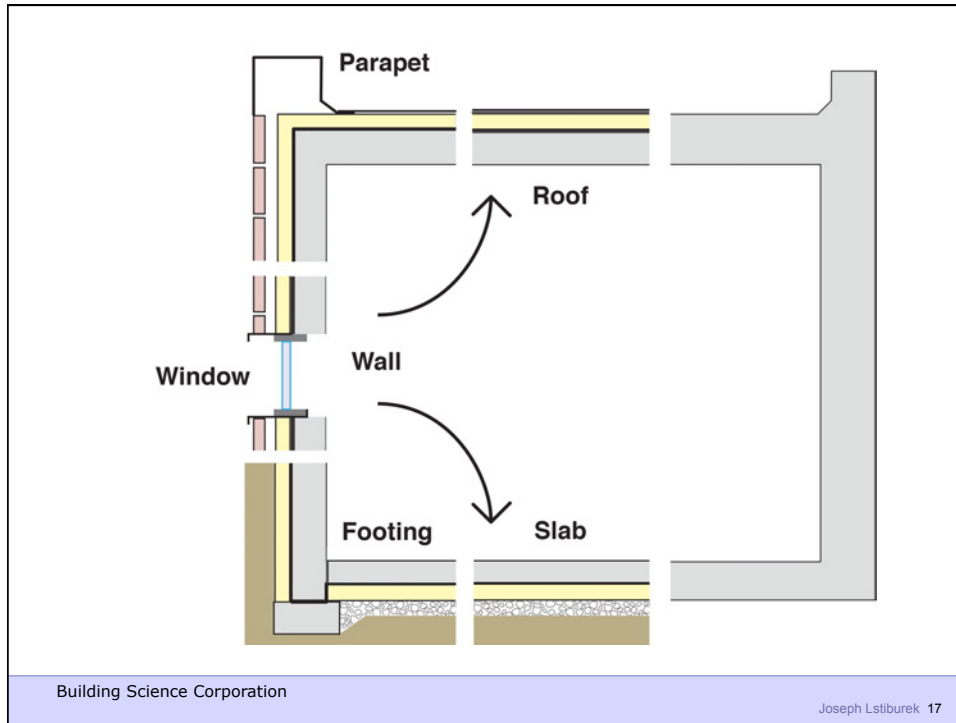 Parapet
Roof
Wall
Window
Footing
Slab
Building Science Corporation
Joseph Lstiburek 17